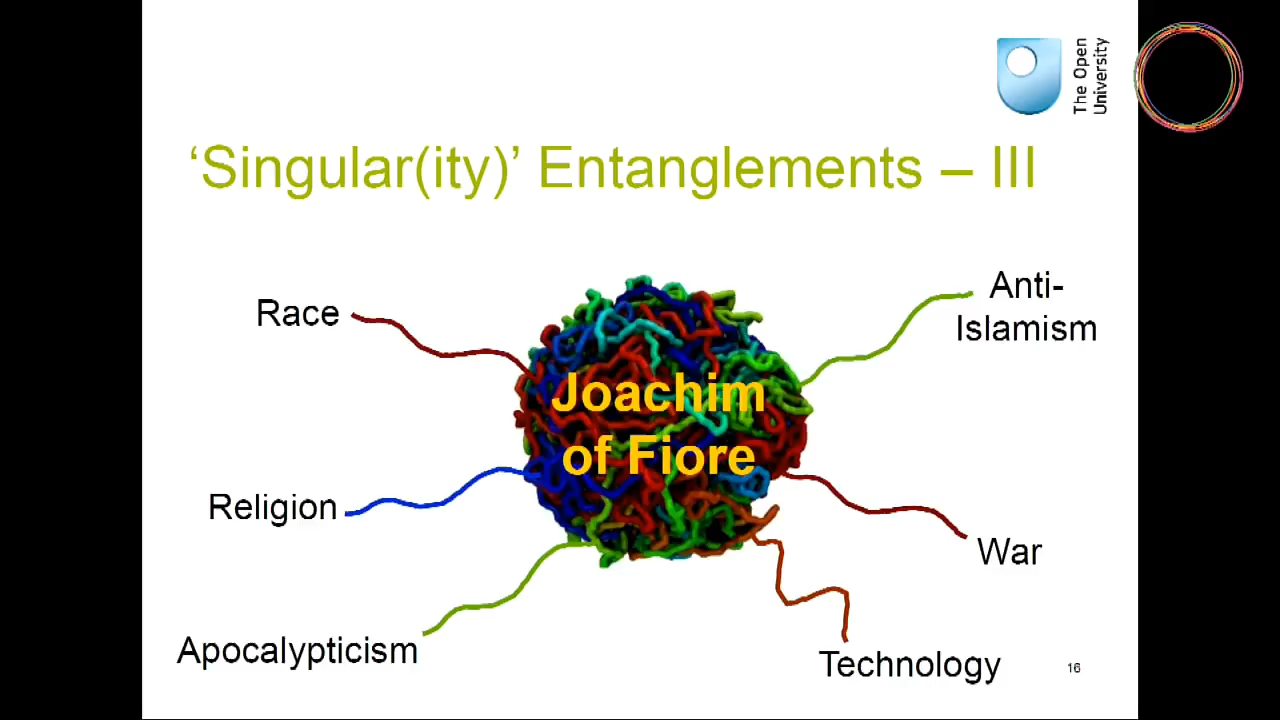 The Open
University
‘Singular(ity)’ Entanglements – III
Race
Anti-
Islamism
Joachim
of Fiore
Religion
War
Apocalypticism
Technology
16